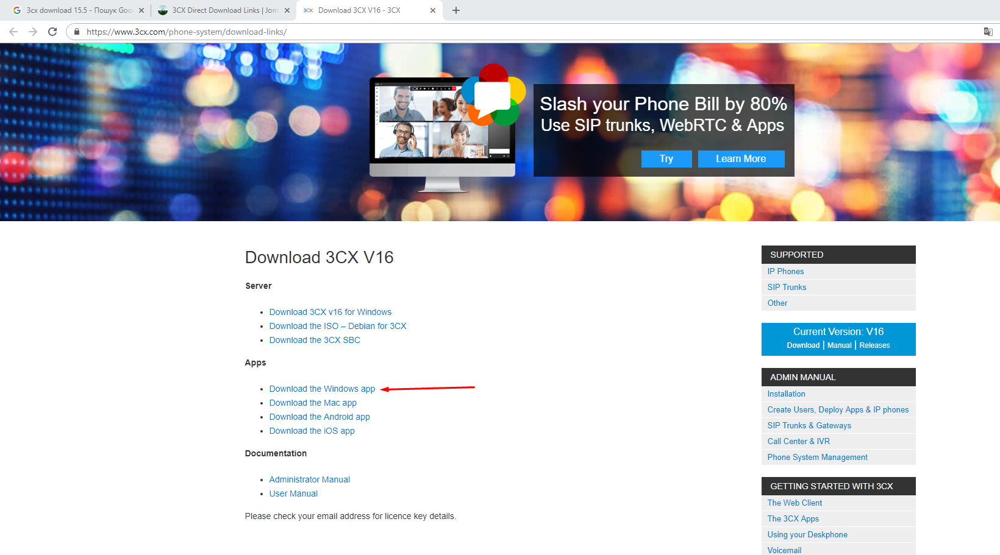 3cx download 15.5 - Пошук Goo
3CX Direct Download Links | Jom
3CX Download 3CX V16 - 3CX
https://www.3cx.com/phone-system/download-links/
3CX
Slash your Phone Bill by 80%
Use SIP trunks, WebRTC & Apps
Try
Learn More
Download 3CX V16
Server
Download 3CX v16 for Windows
Download the ISO – Debian for 3CX
Download the 3CX SBC
Apps
Download the Windows app
Download the Mac app
Download the Android app
Download the iOS app
Documentation
Administrator Manual
User Manual
Please check your email address for licence key details.
SUPPORTED
IP Phones
SIP Trunks
Other
Current Version: V16
Download | Manual | Releases
ADMIN MANUAL
Installation
Create Users, Deploy Apps & IP phones
SIP Trunks & Gateways
Call Center & IVR
Phone System Management
GETTING STARTED WITH 3CX
The Web Client
The 3CX Apps
Using your Deskphone
Voicemail